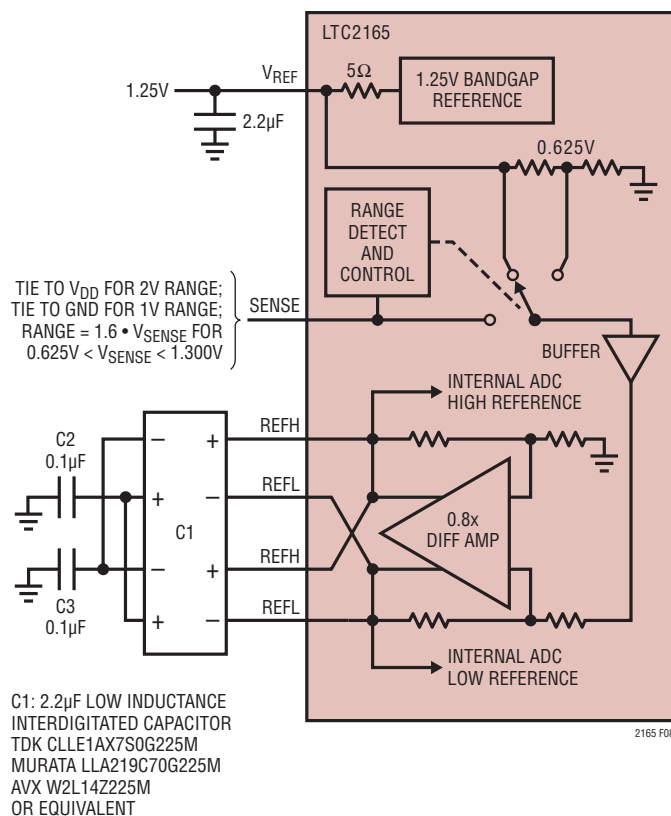 LTC2165
1.25V
VREF
5Ω
1.25V BANDGAP
REFERENCE
2.2µF
0.625V
RANGE
DETECT
AND
CONTROL
TIE TO VDD FOR 2V RANGE;
TIE TO GND FOR 1V RANGE;
RANGE = 1.6 • VSENSE FOR
0.625V < VSENSE < 1.300V
SENSE
BUFFER
INTERNAL ADC
HIGH REFERENCE
C2
0.1µF
– +
REFH
+ –
REFL
C1
0.8x
DIFF AMP
– +
REFH
C3
0.1µF
+ –
REFL
INTERNAL ADC
LOW REFERENCE
C1: 2.2µF LOW INDUCTANCE
INTERDIGITATED CAPACITOR
TDK CLLE1AX7S0G225M
MURATA LLA219C70G225M
AVX W2L14Z225M
OR EQUIVALENT
2165 F08